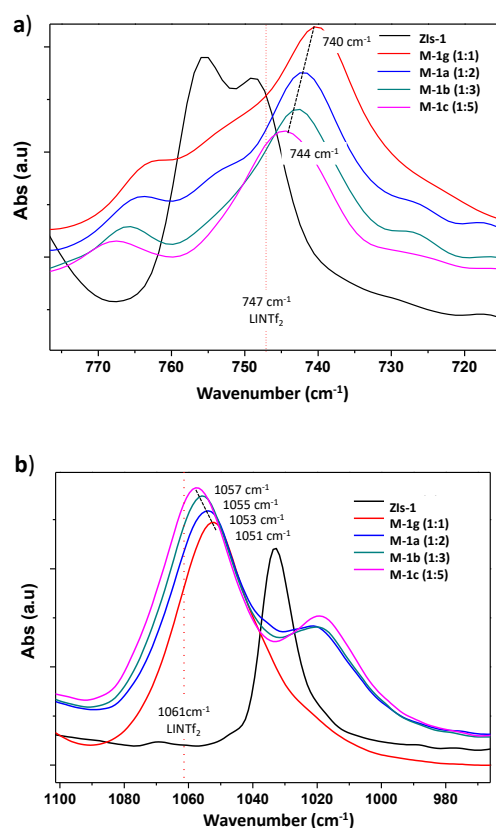 a)
740 cm⁻¹
ZIs-1
M-1g (1:1)
M-1a (1:2)
M-1b (1:3)
M-1c (1:5)
744 cm⁻¹
747 cm⁻¹
LINTf₂
Abs (a.u)
770 760 750 740 730 720
Wavenumber (cm⁻¹)
b)
1057 cm⁻¹
1055 cm⁻¹
1053 cm⁻¹
1051 cm⁻¹
ZIs-1
M-1g (1:1)
M-1a (1:2)
M-1b (1:3)
M-1c (1:5)
1061cm⁻¹
LINTf₂
Abs (a.u)
1100 1080 1060 1040 1020 1000 980
Wavenumber (cm⁻¹)